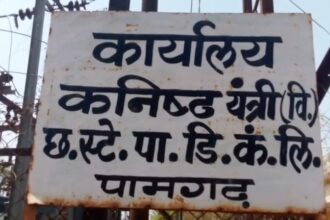 कार्यालय
कनिष्ठ यंत्री(वि.)
छ.स्टे.पा.डि.कं.लि.
पामगढ़